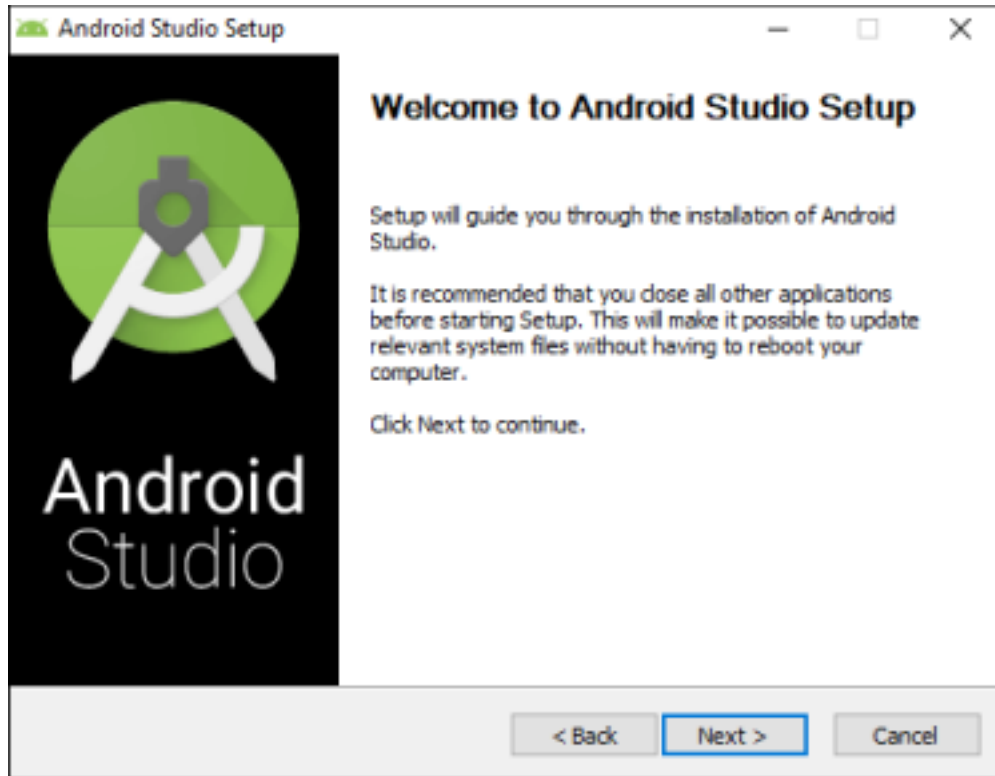 Android Studio Setup
Welcome to Android Studio Setup
Setup will guide you through the installation of Android
Studio.
It is recommended that you close all other applications
before starting Setup. This will make it possible to update
relevant system files without having to reboot your
computer.
Click Next to continue.
Android
Studio
< Back
Next >
Cancel